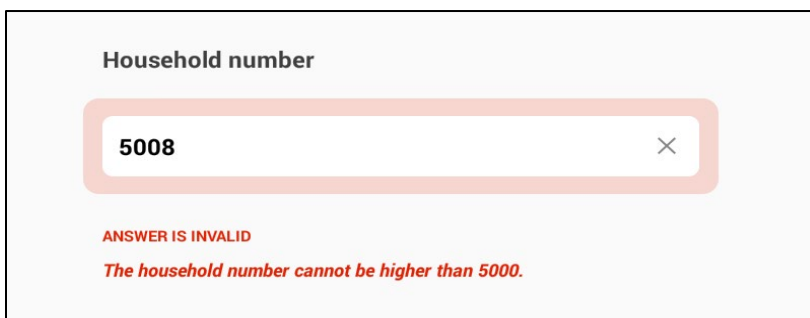 Household number
5008
ANSWER IS INVALID
The household number cannot be higher than 5000.